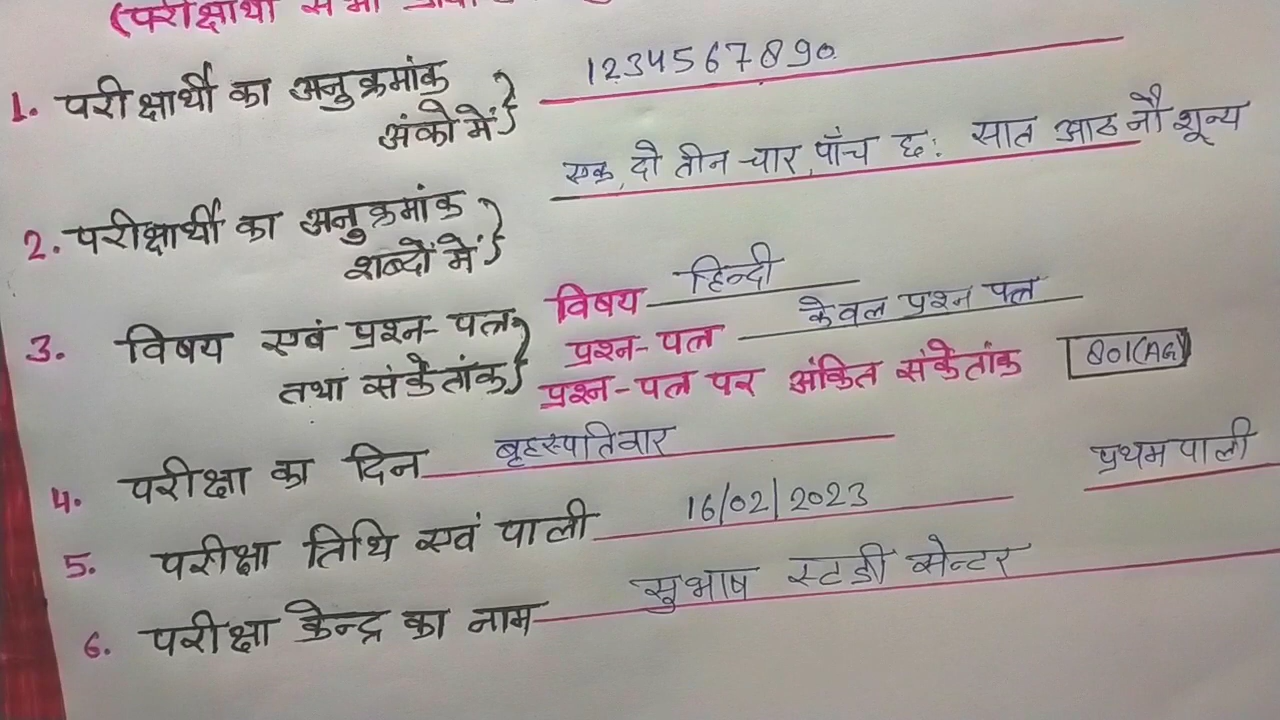 (परीक्षार्थी
1. परीक्षार्थी का अनुक्रमांक अंको में} 1234567890
एक, दो तीन चार, पाँच छ: सात आठ नौ शून्य
2. परीक्षार्थी का अनुक्रमांक शब्दों में}
3. विषय एवं प्रश्न-पत्र तथा संकेतांक} विषय हिन्दी
प्रश्न-पत्र केवल प्रश्न पत्र
प्रश्न-पत्र पर अंकित संकेतांक 801(AG)
4. परीक्षा का दिन बृहस्पतिवार
5. परीक्षा तिथि एवं पाली 16/02/2023 प्रथम पाली
6. परीक्षा केन्द्र का नाम सुभाष स्टडी सेन्टर